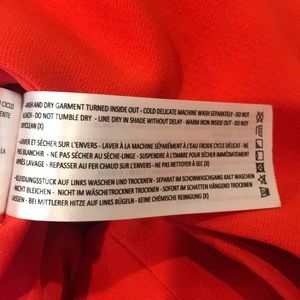 CICLO
ENTE
LA
-WASH AND DRY GARMENT TURNED INSIDE OUT - COLD DELICATE MACHINE WASH SEPARATELY - DO NOT
BLEACH - DO NOT TUMBLE DRY - LINE DRY IN SHADE WITHOUT DELAY - WARM IRON INSIDE OUT - DO NOT
DRYCLEAN (X)
-LAVER ET SÉCHER SUR L'ENVERS - LAVER À LA MACHINE SÉPARÉMENT À L'EAU FROIDE CYCLE DÉLICAT - NE
PAS BLANCHIR - NE PAS SÉCHER AU SÈCHE-LINGE - SUSPENDRE À L'OMBRE POUR SÉCHER IMMÉDIATEMENT
APRÈS LAVAGE - REPASSER AU FER CHAUD SUR L'ENVERS - NE PAS NETTOYER À SEC (X)
-KLEIDUNGSSTÜCK AUF LINKS WASCHEN UND TROCKNEN - SEPARAT IM SCHONWASCHGANG KALT WASCHEN
NICHT BLEICHEN - NICHT IM WÄSCHETROCKNER TROCKNEN - SOFORT IM SCHATTEN HÄNGEND TROCKNEN
LASSEN - BEI MITTLERER HITZE AUF LINKS BÜGELN - KEINE CHEMISCHE REINIGUNG (X)